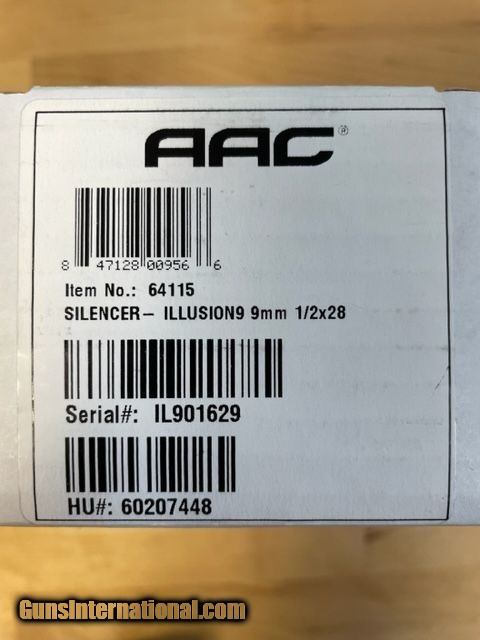 AAC®
8 47128 00956 6
Item No.: 64115
SILENCER– ILLUSION9 9mm 1/2x28
Serial#: IL901629
HU#: 60207448
GunsInternational.com